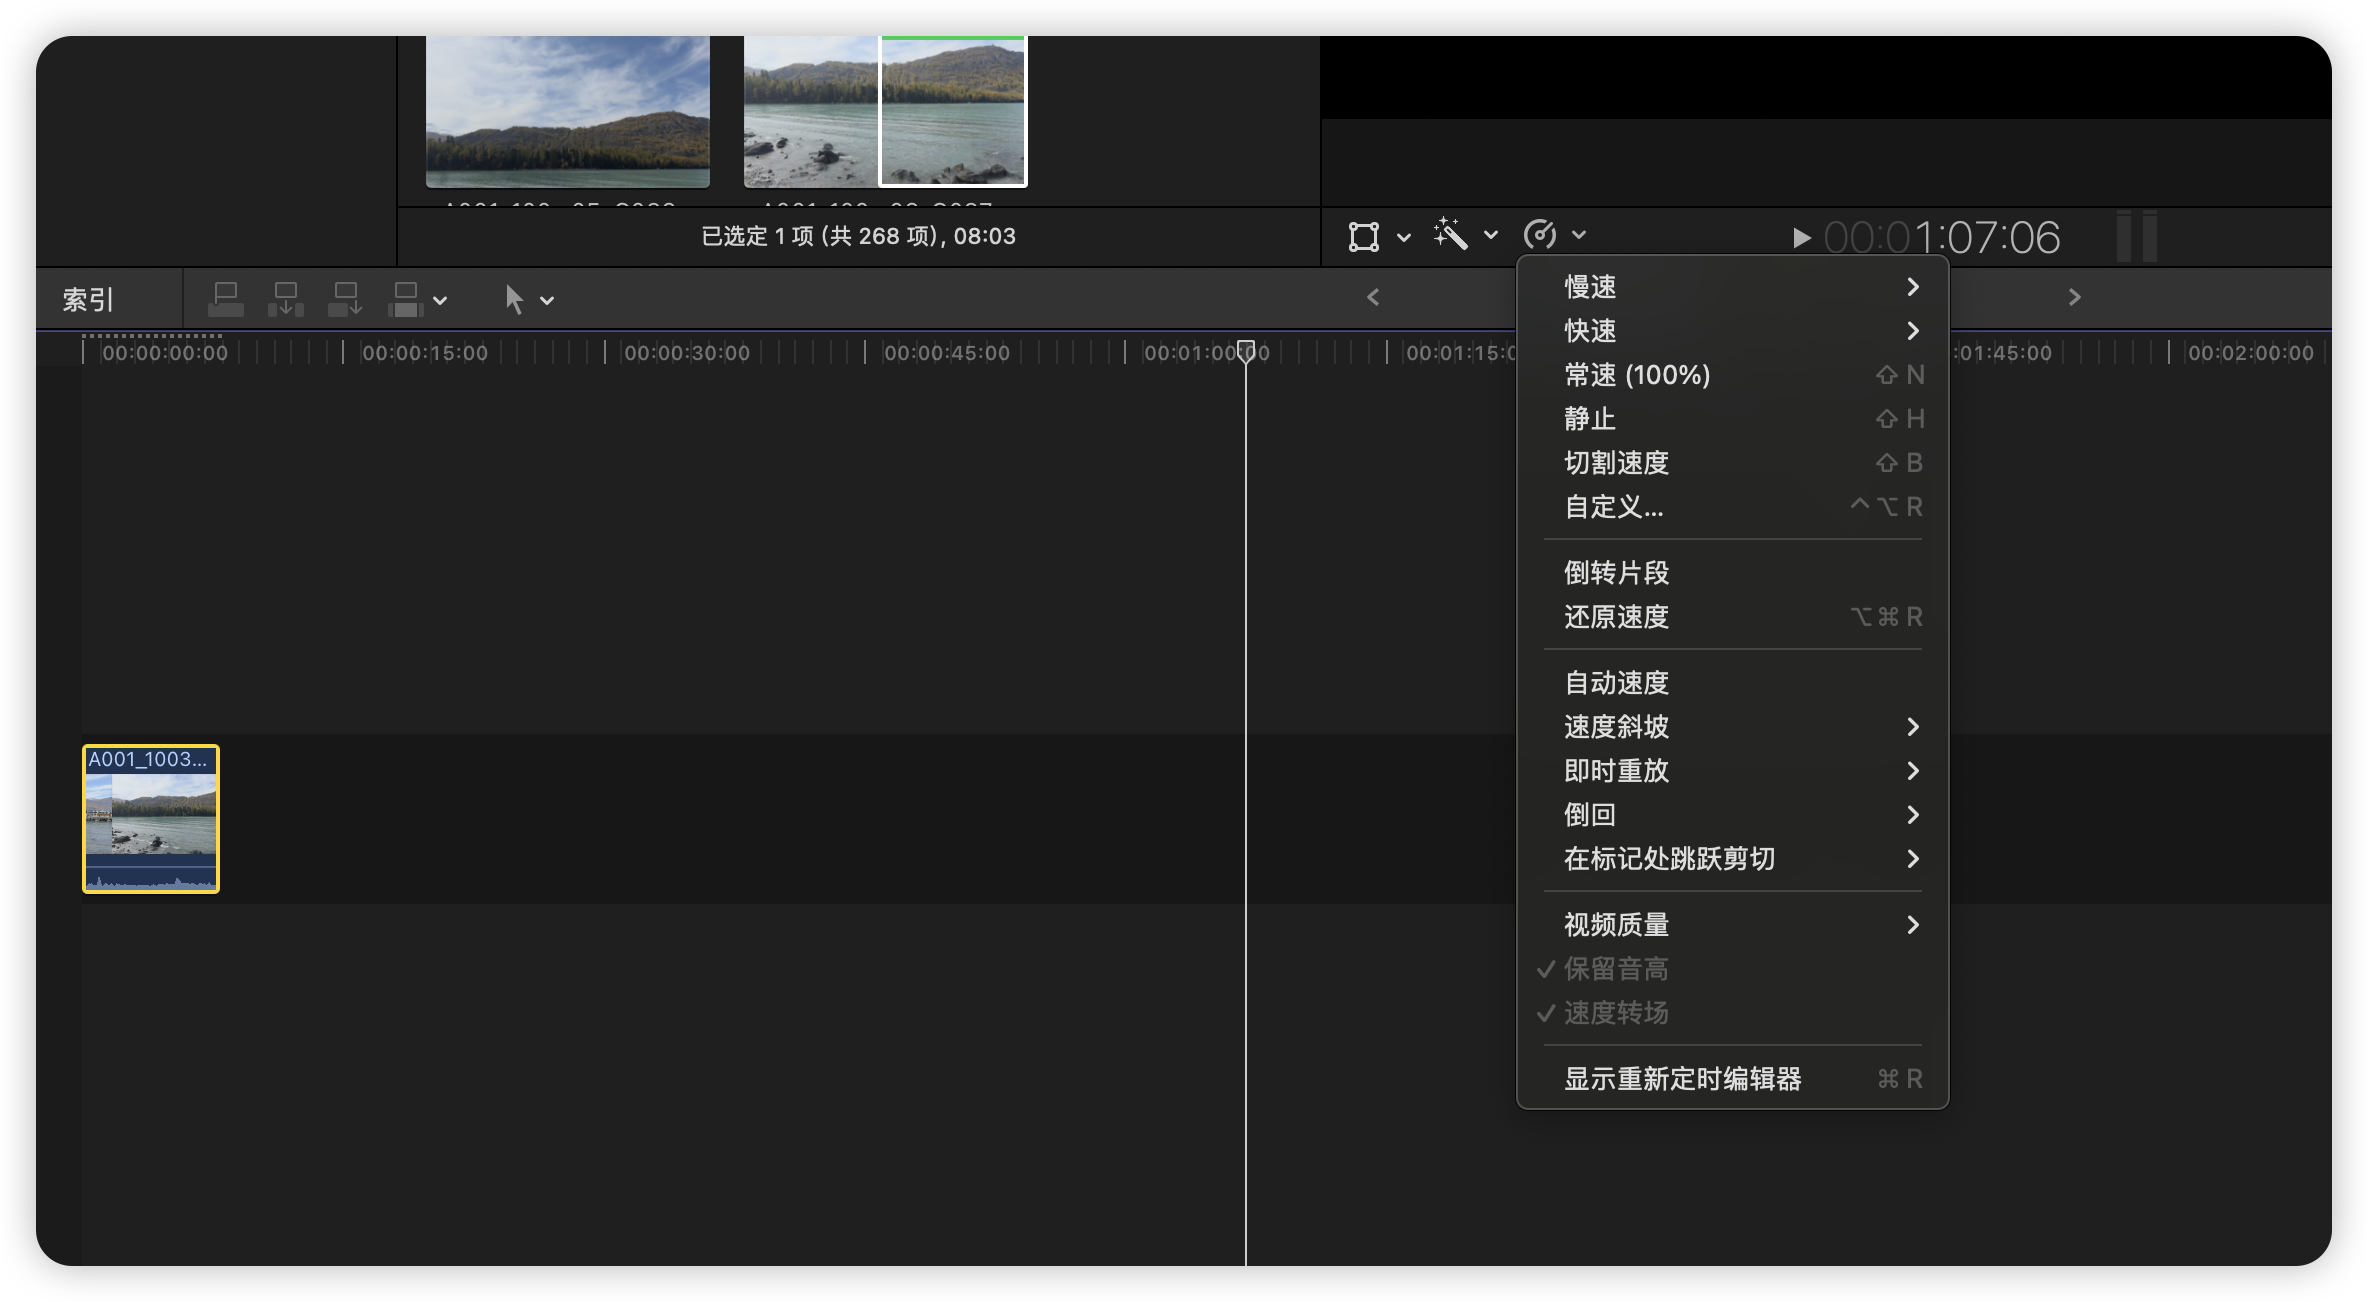 已选定 1 项 (共 268 项), 08:03
00:01:07:06
索引
00:00:00:00
00:00:15:00
00:00:30:00
00:00:45:00
00:01:00:00
00:01:15:0
:01:45:00
00:02:00:00
慢速
快速
常速 (100%) ⇧ N
静止 ⇧ H
切割速度 ⇧ B
自定义... ^ ⌥ R
倒转片段
还原速度 ⌥ ⌘ R
自动速度
速度斜坡
即时重放
倒回
在标记处跳跃剪切
视频质量
✓ 保留音高
✓ 速度转场
显示重新定时编辑器 ⌘ R
A001_1003...